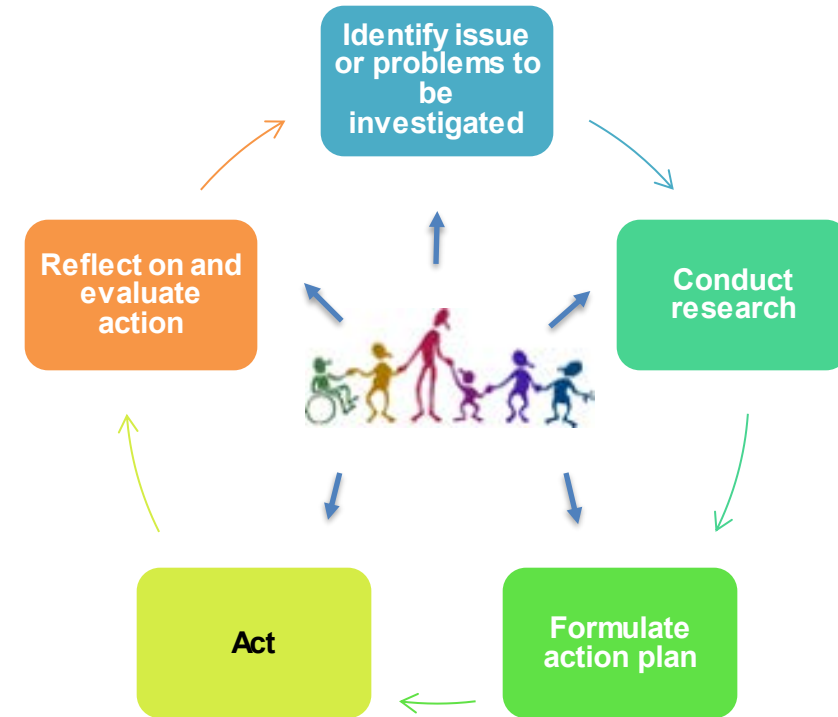 Identify issue
or problems to
be
investigated
Conduct
research
Formulate
action plan
Act
Reflect on and
evaluate
action